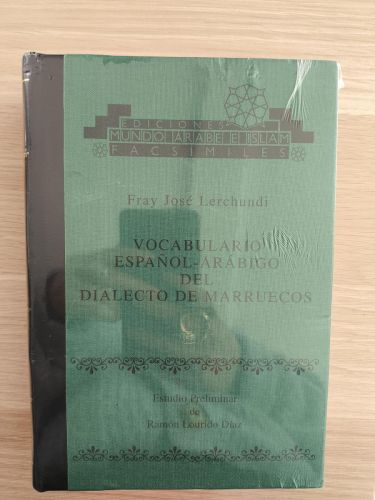 EDICIONES
MUNDO ÁRABE E ISLAM
FACSIMILES
Fray José Lerchundi
VOCABULARIO
ESPAÑOL-ARÁBIGO
DEL
DIALECTO DE MARRUECOS
Estudio Preliminar
de
Ramón Lourido Díaz